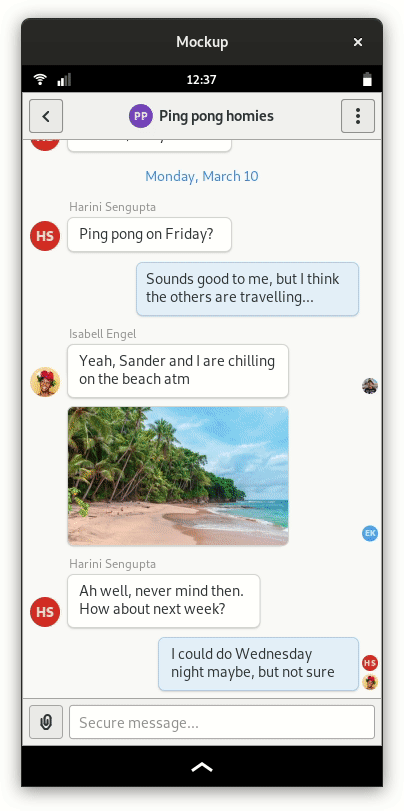 Mockup
12:37
PP Ping pong homies
Monday, March 10
Harini Sengupta
HS Ping pong on Friday?
Sounds good to me, but I think
the others are travelling...
Isabell Engel
Yeah, Sander and I are chilling
on the beach atm
EK
Harini Sengupta
Ah well, never mind then.
HS How about next week?
I could do Wednesday
HS
night maybe, but not sure
Secure message...